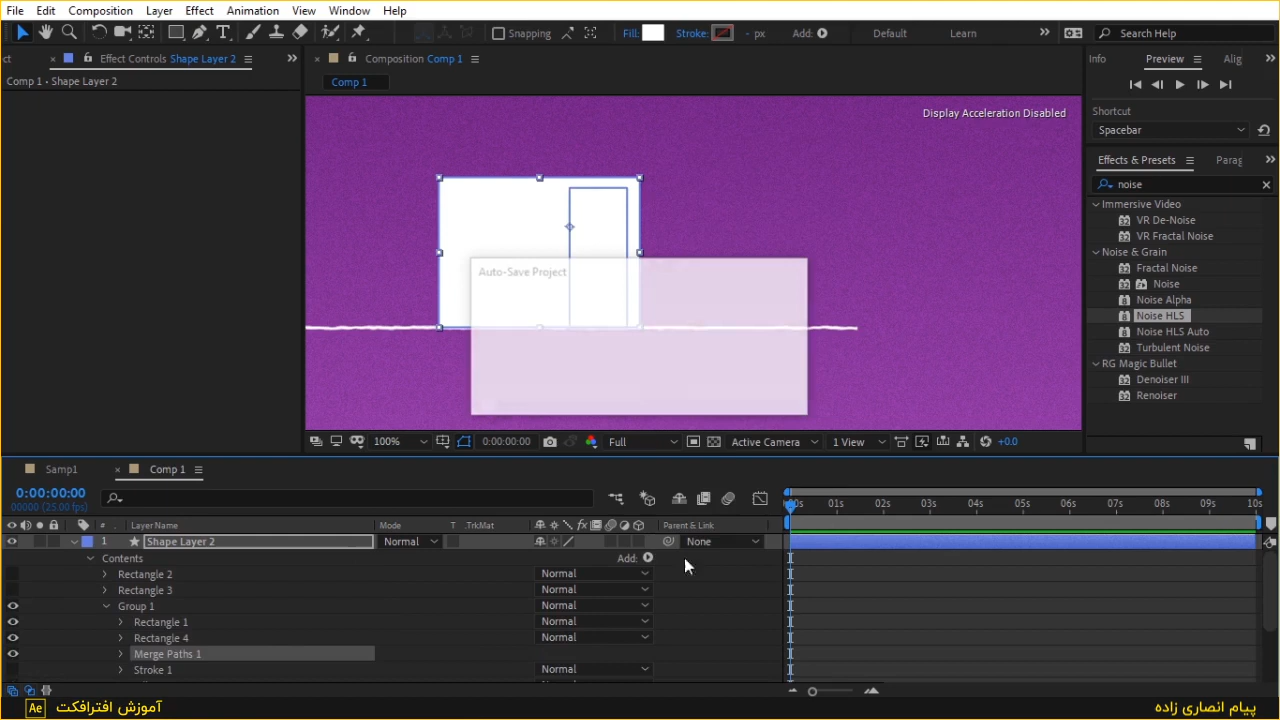 File Edit Composition Layer Effect Animation View Window Help
Snapping Fill: Stroke: - px Add: Default Learn Search Help
ct Effect Controls Shape Layer 2
Comp 1 • Shape Layer 2
Composition Comp 1
Comp 1
Display Acceleration Disabled
Auto-Save Project
100% 0:00:00:00 Full Active Camera 1 View +0.0
Info Preview Alig
Shortcut
Spacebar
Effects & Presets Parag
noise
Immersive Video
VR De-Noise
VR Fractal Noise
Noise & Grain
Fractal Noise
Noise
Noise Alpha
Noise HLS
Noise HLS Auto
Turbulent Noise
RG Magic Bullet
Denoiser III
Renoiser
Samp1 Comp 1
0:00:00:00
00000 (25.00 fps)
:00s 01s 02s 03s 04s 05s 06s 07s 08s 09s 10s
# Layer Name Mode T .TrkMat Parent & Link
1 Shape Layer 2 Normal None
Contents Add:
Rectangle 2 Normal
Rectangle 3 Normal
Group 1 Normal
Rectangle 1 Normal
Rectangle 4 Normal
Merge Paths 1
Stroke 1 Normal
Ae آموزش افترافکت
پیام انصاری زاده